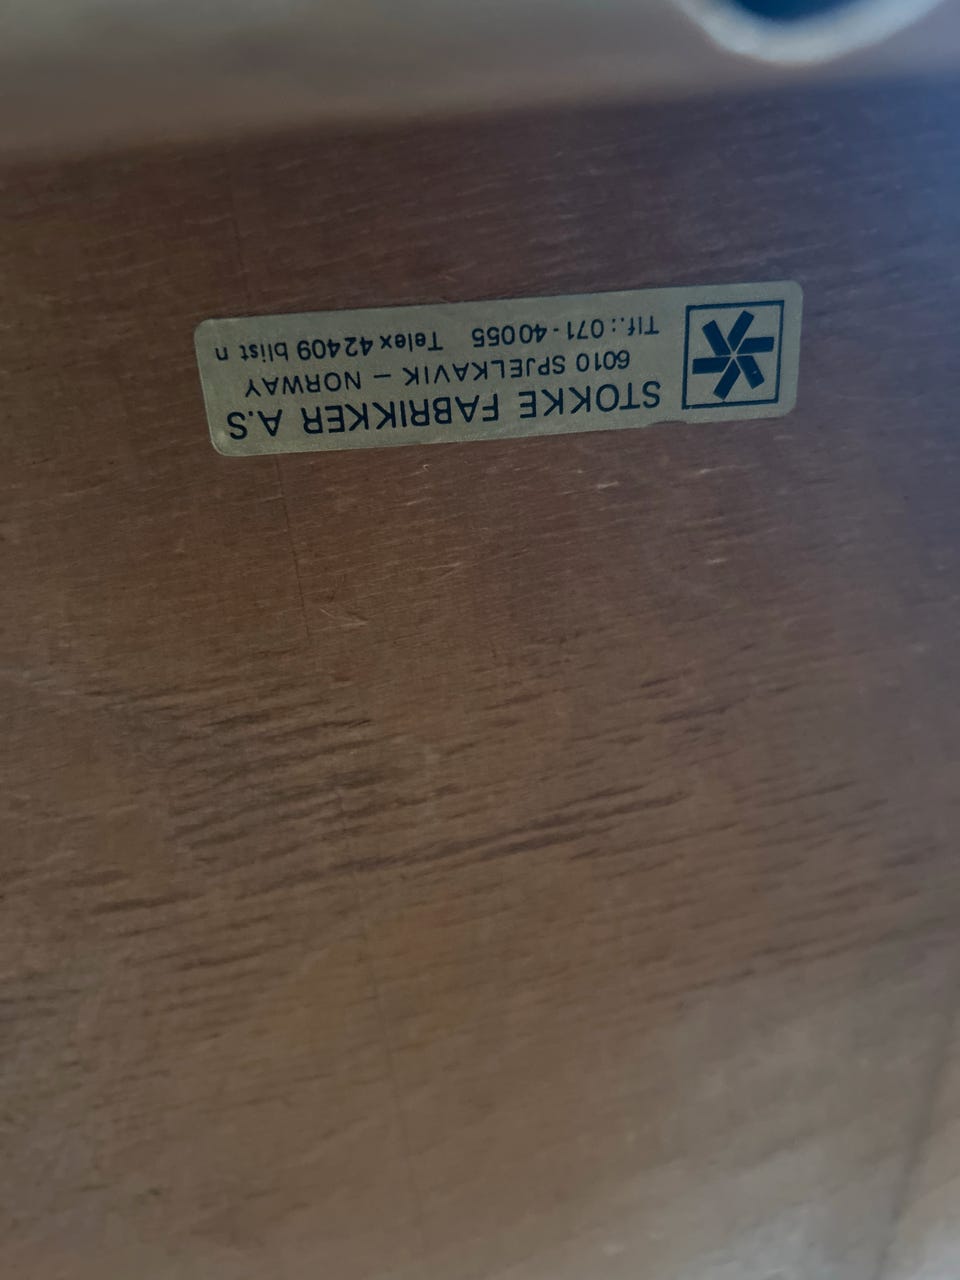 STOKKE FABRIKKER A.S
6010 SPJELKAVIK – NORWAY
Tlf.: 071-40055 Telex 42409 blist n